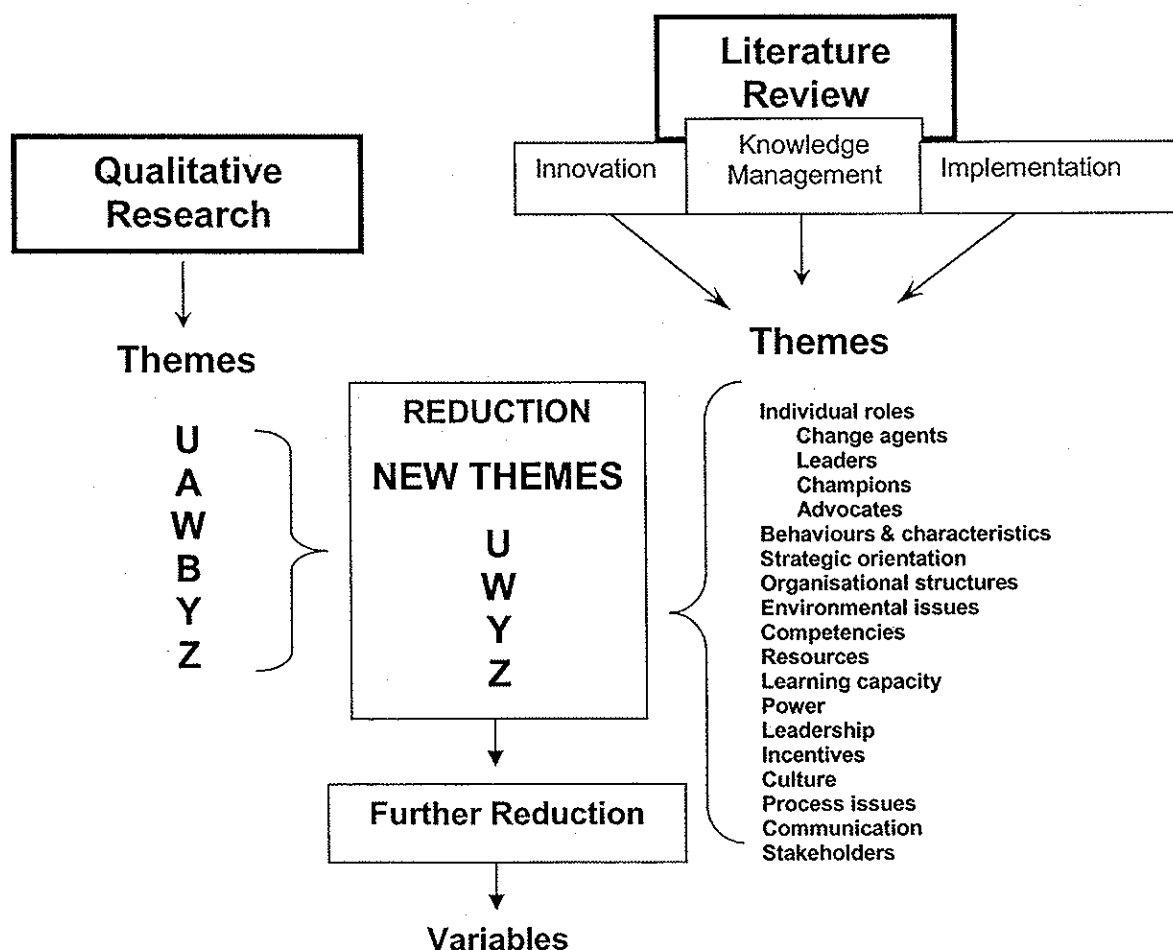 Literature
Review
Innovation
Knowledge
Management
Implementation
Qualitative
Research
Themes
U
A
W
B
Y
Z
REDUCTION
NEW THEMES
U
W
Y
Z
Further Reduction
Variables
Themes
Individual roles
Change agents
Leaders
Champions
Advocates
Behaviours & characteristics
Strategic orientation
Organisational structures
Environmental issues
Competencies
Resources
Learning capacity
Power
Leadership
Incentives
Culture
Process issues
Communication
Stakeholders